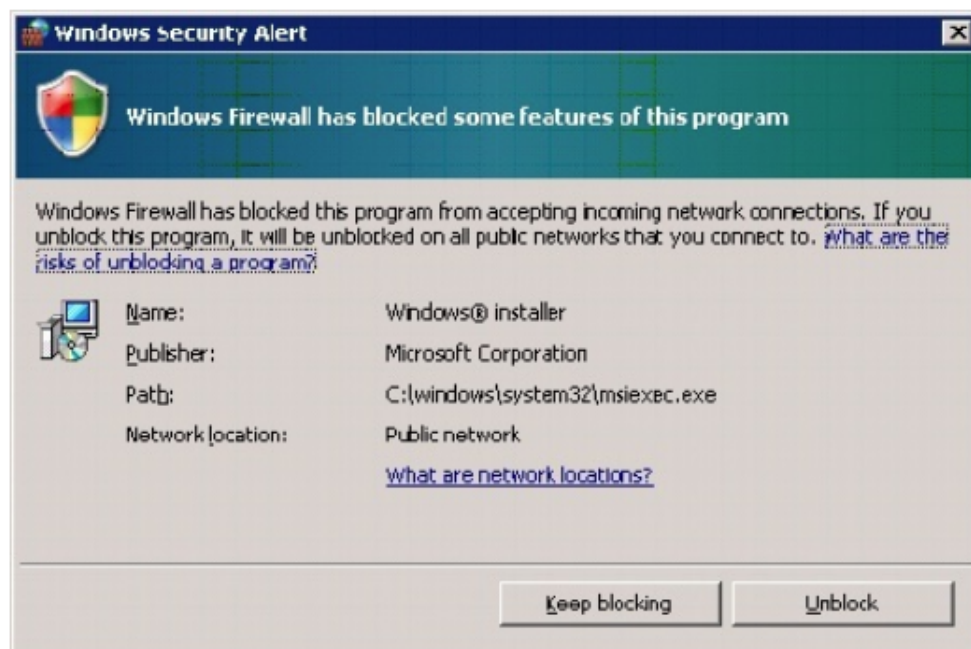 Windows Security Alert
Windows Firewall has blocked some features of this program
Windows Firewall has blocked this program from accepting incoming network connections. If you
unblock this program, it will be unblocked on all public networks that you connect to. What are the
risks of unblocking a program?
Name: Windows® installer
Publisher: Microsoft Corporation
Path: C:\windows\system32\msiexec.exe
Network location: Public network
What are network locations?
Keep blocking Unblock